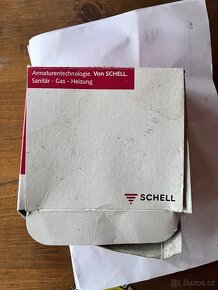 Armaturentechnologie. Von SCHELL.
Sanitär · Gas · Heizung
SCHELL
Bazos.cz